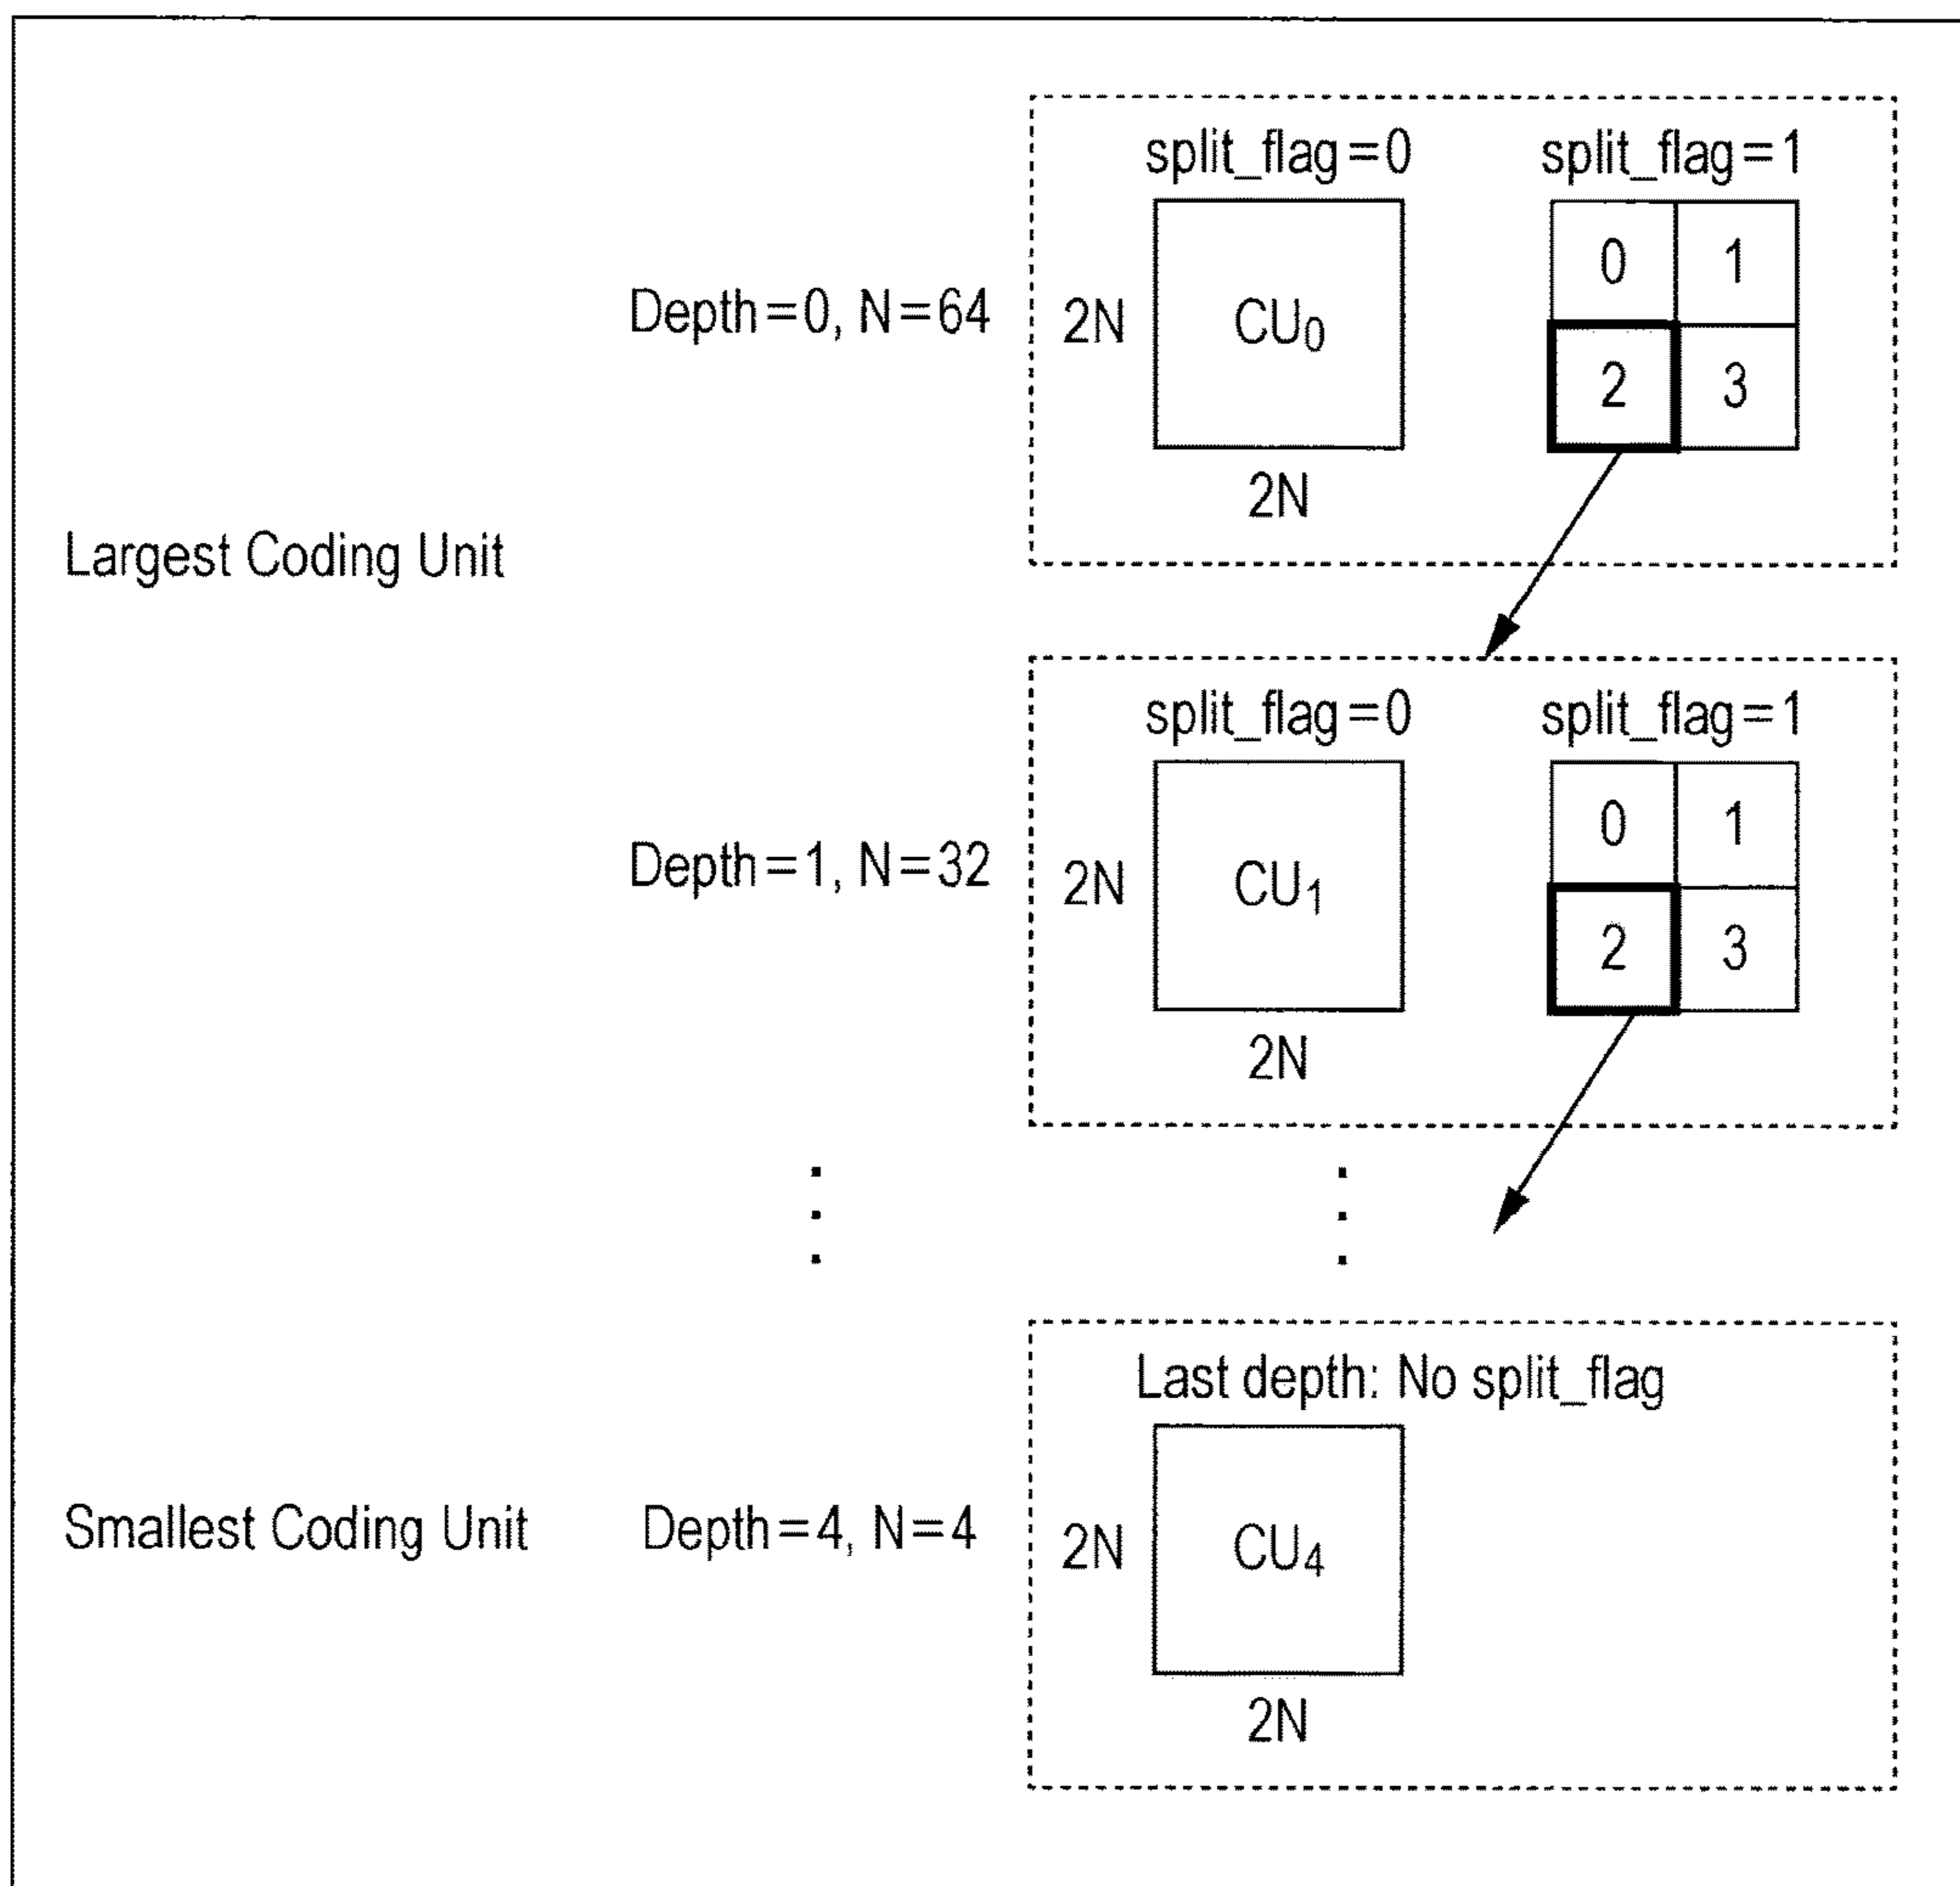 split_flag=0 split_flag=1
Depth=0, N=64 2N CU0 0 1
2 3
2N
Largest Coding Unit
split_flag=0 split_flag=1
Depth=1, N=32 2N CU1 0 1
2 3
2N
Last depth: No split_flag
Smallest Coding Unit Depth=4, N=4 2N CU4
2N